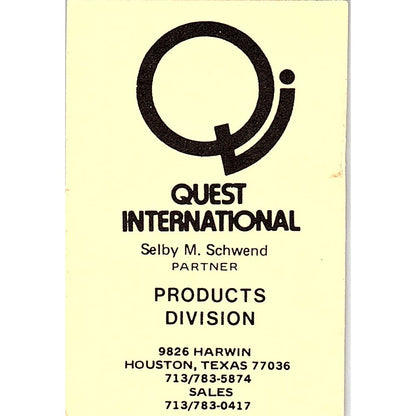 Qi
QUEST
INTERNATIONAL
Selby M. Schwend
PARTNER
PRODUCTS
DIVISION
9826 HARWIN
HOUSTON, TEXAS 77036
713/783-5874
SALES
713/783-0417